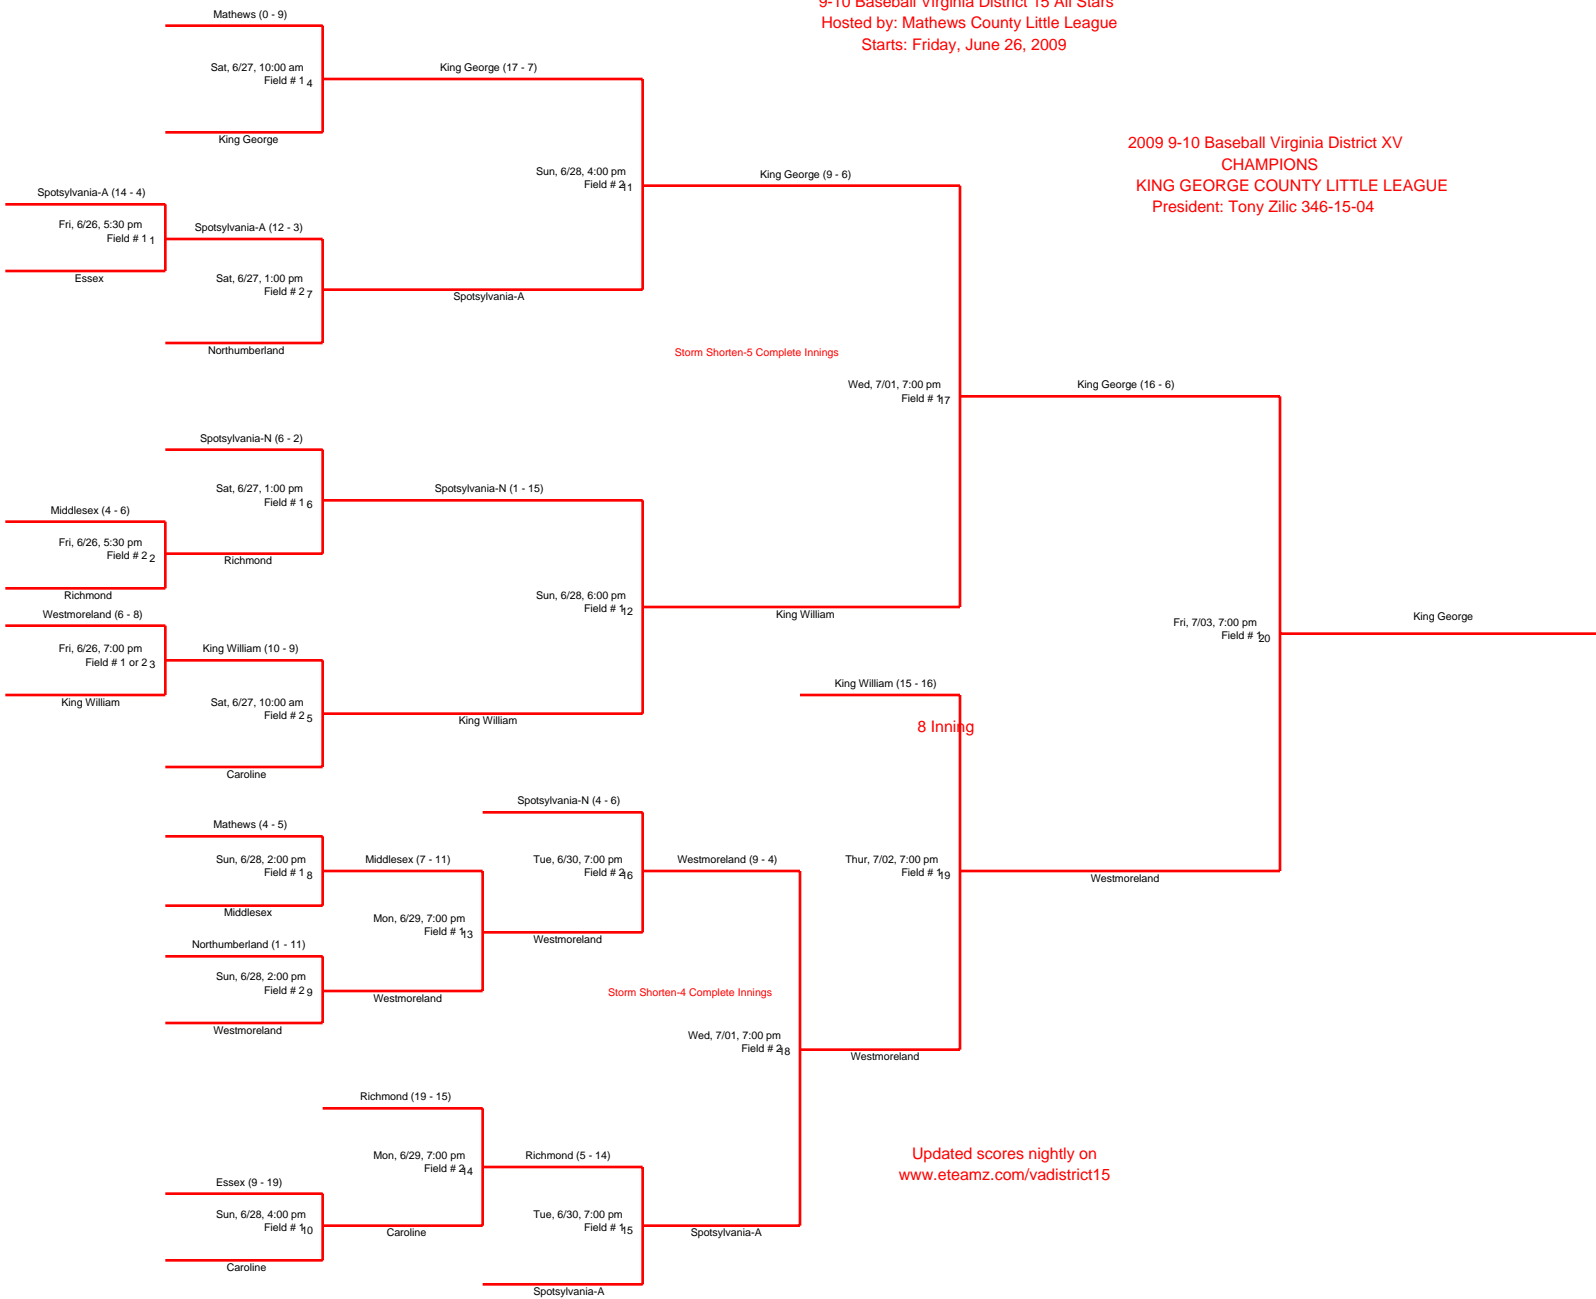 9-10 Baseball Virginia District 15 All Stars
Hosted by: Mathews County Little League
Starts: Friday, June 26, 2009
2009 9-10 Baseball Virginia District XV
CHAMPIONS
KING GEORGE COUNTY LITTLE LEAGUE
President: Tony Zilic 346-15-04
Mathews (0 - 9)
Sat, 6/27, 10:00 am
Field # 1 4
King George (17 - 7)
King George
Sun, 6/28, 4:00 pm
Field # 2 11
King George (9 - 6)
Spotsylvania-A (14 - 4)
Fri, 6/26, 5:30 pm
Field # 1 1
Spotsylvania-A (12 - 3)
Essex
Sat, 6/27, 1:00 pm
Field # 2 7
Spotsylvania-A
Northumberland
Storm Shorten-5 Complete Innings
Wed, 7/01, 7:00 pm
Field # 1 17
King George (16 - 6)
Spotsylvania-N (6 - 2)
Sat, 6/27, 1:00 pm
Field # 1 6
Spotsylvania-N (1 - 15)
Middlesex (4 - 6)
Fri, 6/26, 5:30 pm
Field # 2 2
Richmond
Richmond
Westmoreland (6 - 8)
Sun, 6/28, 6:00 pm
Field # 1 12
King William
Fri, 7/03, 7:00 pm
Field # 1 20
King George
Fri, 6/26, 7:00 pm
Field # 1 or 2 3
King William (10 - 9)
King William
Sat, 6/27, 10:00 am
Field # 2 5
King William
King William (15 - 16)
8 Inning
Caroline
Spotsylvania-N (4 - 6)
Mathews (4 - 5)
Sun, 6/28, 2:00 pm
Field # 1 8
Middlesex (7 - 11)
Tue, 6/30, 7:00 pm
Field # 2 16
Westmoreland (9 - 4)
Thur, 7/02, 7:00 pm
Field # 1 19
Westmoreland
Middlesex
Mon, 6/29, 7:00 pm
Field # 1 13
Westmoreland
Northumberland (1 - 11)
Sun, 6/28, 2:00 pm
Field # 2 9
Westmoreland
Storm Shorten-4 Complete Innings
Westmoreland
Wed, 7/01, 7:00 pm
Field # 2 18
Westmoreland
Richmond (19 - 15)
Mon, 6/29, 7:00 pm
Field # 2 14
Richmond (5 - 14)
Updated scores nightly on
www.eteamz.com/vadistrict15
Essex (9 - 19)
Sun, 6/28, 4:00 pm
Field # 1 10
Caroline
Tue, 6/30, 7:00 pm
Field # 1 15
Spotsylvania-A
Caroline
Spotsylvania-A